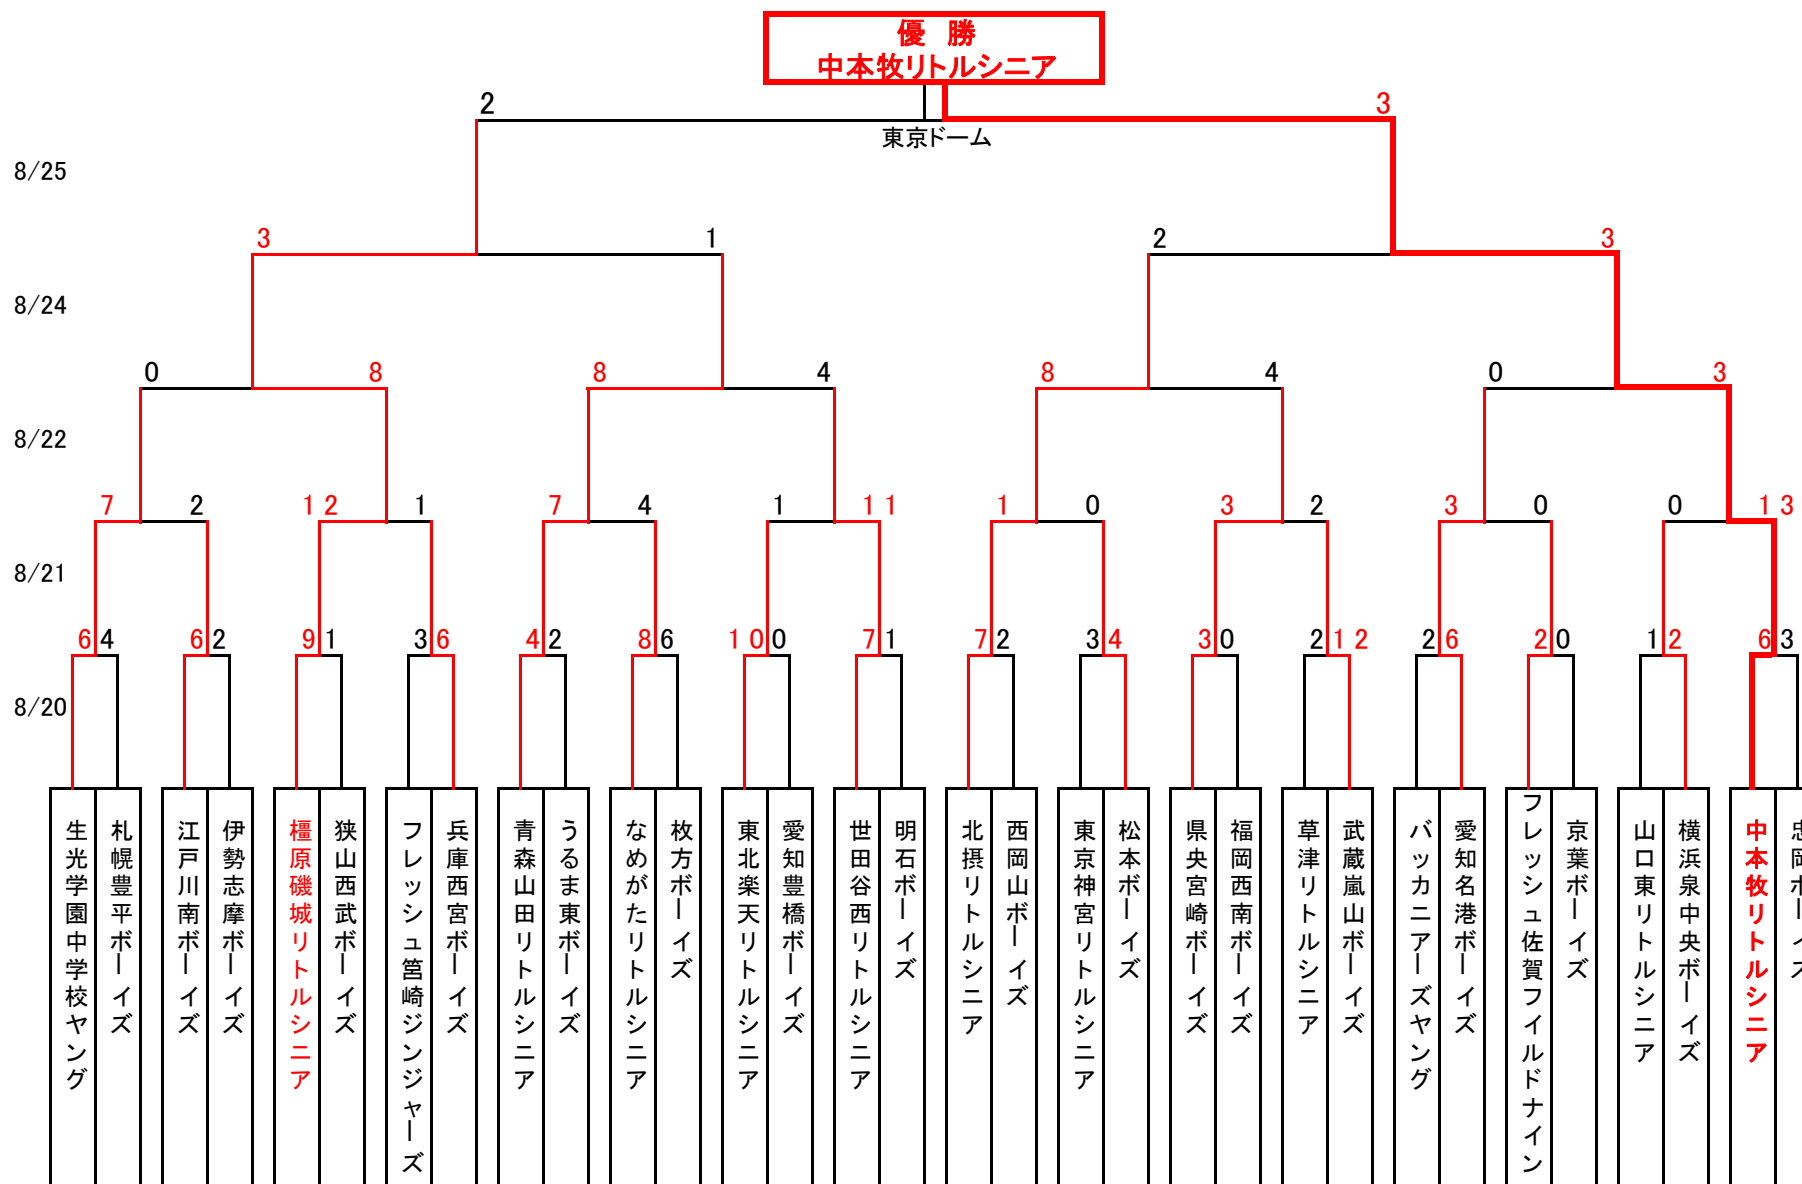 優 勝
中本牧リトルシニア
2
3
東京ドーム
8/25
3
1
2
3
8/24
0
8
8
4
8
4
0
3
8/22
7
2
12
1
7
4
1
11
1
0
3
2
3
0
0
13
8/21
6
4
6
2
9
1
3
6
4
2
8
6
10
0
7
1
7
2
3
4
3
0
2
12
2
6
2
0
1
2
6
3
8/20
生光学園中学校ヤング
札幌豊平ボーイズ
江戸川南ボーイズ
伊勢志摩ボーイズ
橿原磯城リトルシニア
狭山西武ボーイズ
フレッシュ筥崎ジンジャーズ
兵庫西宮ボーイズ
青森山田リトルシニア
うるま東ボーイズ
なめがたリトルシニア
枚方ボーイズ
東北楽天リトルシニア
愛知豊橋ボーイズ
世田谷西リトルシニア
明石ボーイズ
北摂リトルシニア
西岡山ボーイズ
東京神宮リトルシニア
松本ボーイズ
県央宮崎ボーイズ
福岡西南ボーイズ
草津リトルシニア
武蔵嵐山ボーイズ
バッカニアーズヤング
愛知名港ボーイズ
フレッシュ佐賀フイルドナイン
京葉ボーイズ
山口東リトルシニア
横浜泉中央ボーイズ
中本牧リトルシニア
忠岡ボーイズ